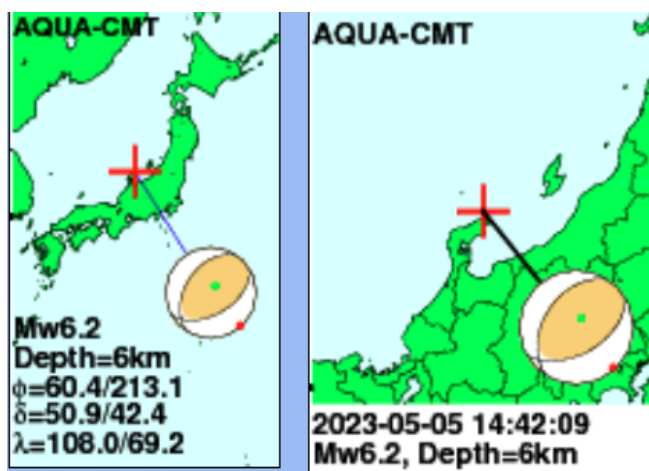 AQUA-CMT
Mw6.2
Depth=6km
ϕ=60.4/213.1
δ=50.9/42.4
λ=108.0/69.2
AQUA-CMT
2023-05-05 14:42:09
Mw6.2, Depth=6km